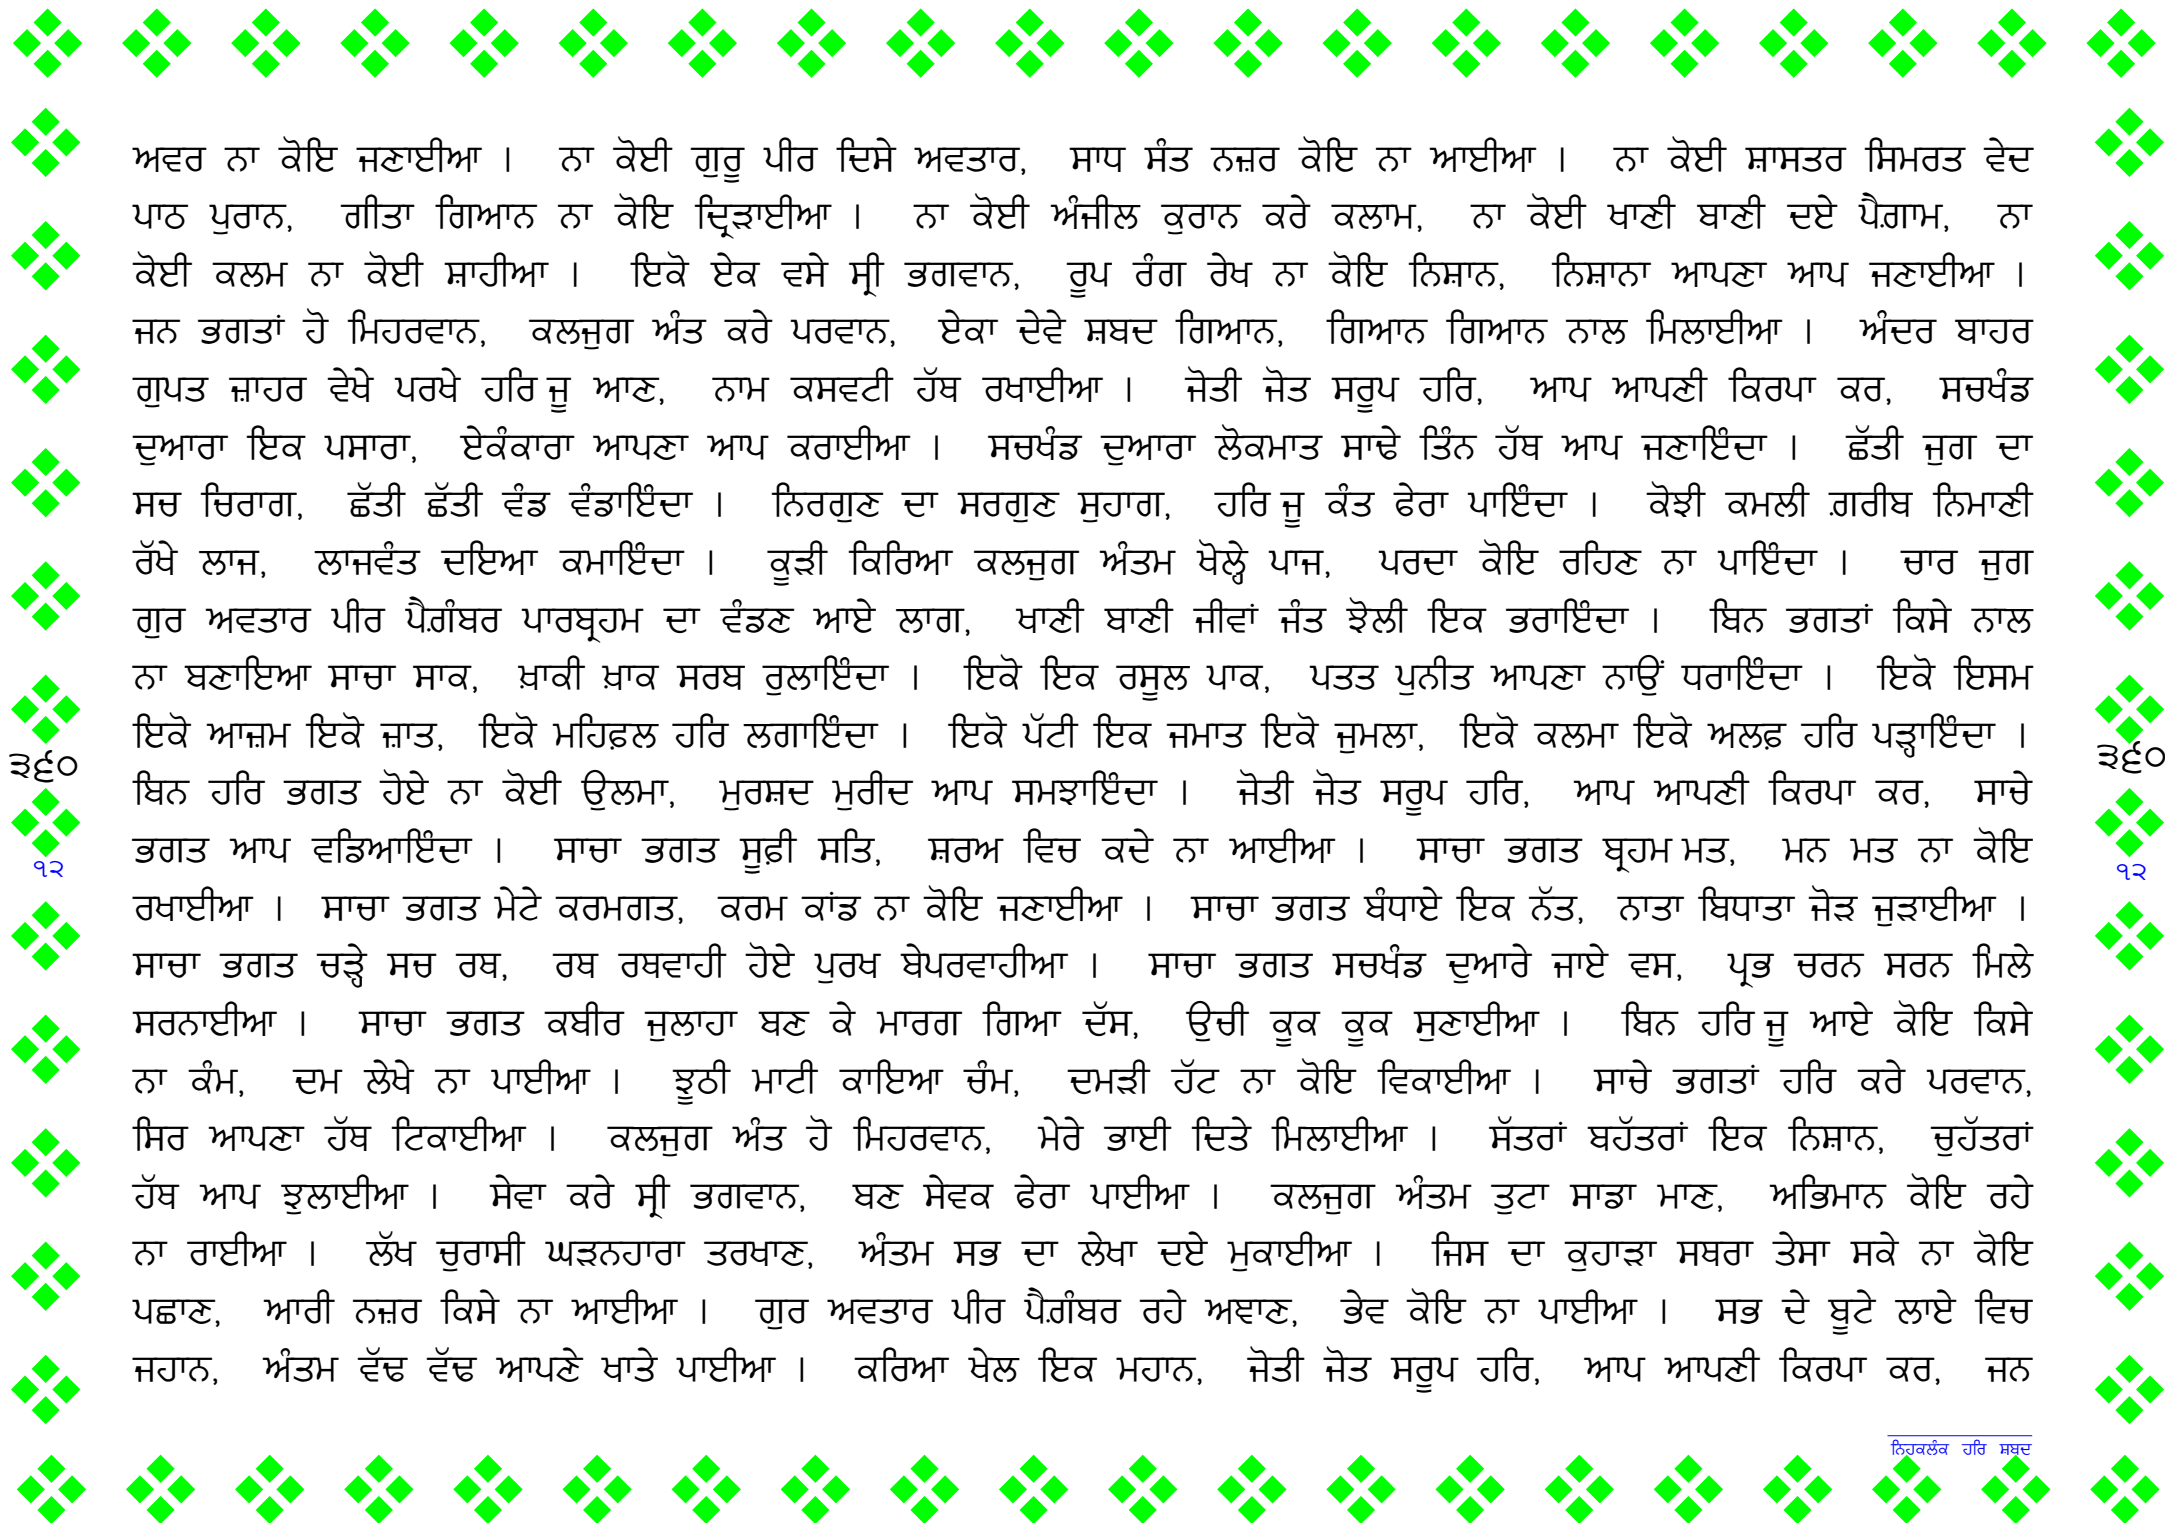 ਅਵਰ ਨਾ ਕੋਇ ਜਣਾਈਆ । ਨਾ ਕੋਈ ਗੁਰੂ ਪੀਰ ਦਿਸੇ ਅਵਤਾਰ, ਸਾਧ ਸੰਤ ਨਜ਼ਰ ਕੋਇ ਨਾ ਆਈਆ । ਨਾ ਕੋਈ ਸ਼ਾਸਤਰ ਸਿਮਰਤ ਵੇਦ
ਪਾਠ ਪੁਰਾਨ, ਗੀਤਾ ਗਿਆਨ ਨਾ ਕੋਇ ਦ੍ਰਿੜਾਈਆ । ਨਾ ਕੋਈ ਅੰਜੀਲ ਕੁਰਾਨ ਕਰੇ ਕਲਾਮ, ਨਾ ਕੋਈ ਖਾਣੀ ਬਾਣੀ ਦਏ ਪੈਗ਼ਾਮ, ਨਾ
ਕੋਈ ਕਲਮ ਨਾ ਕੋਈ ਸ਼ਾਹੀਆ । ਇਕੋ ਏਕ ਵਸੇ ਸ੍ਰੀ ਭਗਵਾਨ, ਰੂਪ ਰੰਗ ਰੇਖ ਨਾ ਕੋਇ ਨਿਸ਼ਾਨ, ਨਿਸ਼ਾਨਾ ਆਪਣਾ ਆਪ ਜਣਾਈਆ ।
ਜਨ ਭਗਤਾਂ ਹੋ ਮਿਹਰਵਾਨ, ਕਲਜੁਗ ਅੰਤ ਕਰੇ ਪਰਵਾਨ, ਏਕਾ ਦੇਵੇ ਸ਼ਬਦ ਗਿਆਨ, ਗਿਆਨ ਗਿਆਨ ਨਾਲ ਮਿਲਾਈਆ । ਅੰਦਰ ਬਾਹਰ
ਗੁਪਤ ਜ਼ਾਹਰ ਵੇਖੇ ਪਰਖੇ ਹਰਿ ਜੂ ਆਣ, ਨਾਮ ਕਸਵਟੀ ਹੱਥ ਰਖਾਈਆ । ਜੋਤੀ ਜੋਤ ਸਰੂਪ ਹਰਿ, ਆਪ ਆਪਣੀ ਕਿਰਪਾ ਕਰ, ਸਚਖੰਡ
ਦੁਆਰਾ ਇਕ ਪਸਾਰਾ, ਏਕੰਕਾਰਾ ਆਪਣਾ ਆਪ ਕਰਾਈਆ । ਸਚਖੰਡ ਦੁਆਰਾ ਲੋਕਮਾਤ ਸਾਢੇ ਤਿੰਨ ਹੱਥ ਆਪ ਜਣਾਇੰਦਾ । ਛੱਤੀ ਜੁਗ ਦਾ
ਸਚ ਚਿਰਾਗ, ਛੱਤੀ ਛੱਤੀ ਵੰਡ ਵੰਡਾਇੰਦਾ । ਨਿਰਗੁਣ ਦਾ ਸਰਗੁਣ ਸੁਹਾਗ, ਹਰਿ ਜੂ ਕੰਤ ਫੇਰਾ ਪਾਇੰਦਾ । ਕੋਝੀ ਕਮਲੀ ਗ਼ਰੀਬ ਨਿਮਾਣੀ
ਰੱਖੇ ਲਾਜ, ਲਾਜਵੰਤ ਦਇਆ ਕਮਾਇੰਦਾ । ਕੂੜੀ ਕਿਰਿਆ ਕਲਜੁਗ ਅੰਤਮ ਖੋਲ੍ਹੇ ਪਾਜ, ਪਰਦਾ ਕੋਇ ਰਹਿਣ ਨਾ ਪਾਇੰਦਾ । ਚਾਰ ਜੁਗ
ਗੁਰ ਅਵਤਾਰ ਪੀਰ ਪੈਗ਼ੰਬਰ ਪਾਰਬ੍ਰਹਮ ਦਾ ਵੰਡਣ ਆਏ ਲਾਗ, ਖਾਣੀ ਬਾਣੀ ਜੀਵਾਂ ਜੰਤ ਝੋਲੀ ਇਕ ਭਰਾਇੰਦਾ । ਬਿਨ ਭਗਤਾਂ ਕਿਸੇ ਨਾਲ
ਨਾ ਬਣਾਇਆ ਸਾਚਾ ਸਾਕ, ਖ਼ਾਕੀ ਖ਼ਾਕ ਸਰਬ ਰੁਲਾਇੰਦਾ । ਇਕੋ ਇਕ ਰਸੂਲ ਪਾਕ, ਪਤਤ ਪੁਨੀਤ ਆਪਣਾ ਨਾਉਂ ਧਰਾਇੰਦਾ । ਇਕੋ ਇਸਮ
ਇਕੋ ਆਜ਼ਮ ਇਕੋ ਜ਼ਾਤ, ਇਕੋ ਮਹਿਫ਼ਲ ਹਰਿ ਲਗਾਇੰਦਾ । ਇਕੋ ਪੱਟੀ ਇਕ ਜਮਾਤ ਇਕੋ ਜੁਮਲਾ, ਇਕੋ ਕਲਮਾ ਇਕੋ ਅਲਫ਼ ਹਰਿ ਪੜ੍ਹਾਇੰਦਾ ।
ਬਿਨ ਹਰਿ ਭਗਤ ਹੋਏ ਨਾ ਕੋਈ ਉਲਮਾ, ਮੁਰਸ਼ਦ ਮੁਰੀਦ ਆਪ ਸਮਝਾਇੰਦਾ । ਜੋਤੀ ਜੋਤ ਸਰੂਪ ਹਰਿ, ਆਪ ਆਪਣੀ ਕਿਰਪਾ ਕਰ, ਸਾਚੇ
ਭਗਤ ਆਪ ਵਡਿਆਇੰਦਾ । ਸਾਚਾ ਭਗਤ ਸੂਫ਼ੀ ਸਤਿ, ਸ਼ਰਅ ਵਿਚ ਕਦੇ ਨਾ ਆਈਆ । ਸਾਚਾ ਭਗਤ ਬ੍ਰਹਮ ਮਤ, ਮਨ ਮਤ ਨਾ ਕੋਇ
ਰਖਾਈਆ । ਸਾਚਾ ਭਗਤ ਮੇਟੇ ਕਰਮਗਤ, ਕਰਮ ਕਾਂਡ ਨਾ ਕੋਇ ਜਣਾਈਆ । ਸਾਚਾ ਭਗਤ ਬੰਧਾਏ ਇਕ ਨੱਤ, ਨਾਤਾ ਬਿਧਾਤਾ ਜੋੜ ਜੁੜਾਈਆ ।
ਸਾਚਾ ਭਗਤ ਚੜ੍ਹੇ ਸਚ ਰਥ, ਰਥ ਰਥਵਾਹੀ ਹੋਏ ਪੁਰਖ ਬੇਪਰਵਾਹੀਆ । ਸਾਚਾ ਭਗਤ ਸਚਖੰਡ ਦੁਆਰੇ ਜਾਏ ਵਸ, ਪ੍ਰਭ ਚਰਨ ਸਰਨ ਮਿਲੇ
ਸਰਨਾਈਆ । ਸਾਚਾ ਭਗਤ ਕਬੀਰ ਜੁਲਾਹਾ ਬਣ ਕੇ ਮਾਰਗ ਗਿਆ ਦੱਸ, ਉਚੀ ਕੂਕ ਕੂਕ ਸੁਣਾਈਆ । ਬਿਨ ਹਰਿ ਜੂ ਆਏ ਕੋਇ ਕਿਸੇ
ਨਾ ਕੰਮ, ਦਮ ਲੇਖੇ ਨਾ ਪਾਈਆ । ਝੂਠੀ ਮਾਟੀ ਕਾਇਆ ਚੰਮ, ਦਮੜੀ ਹੱਟ ਨਾ ਕੋਇ ਵਿਕਾਈਆ । ਸਾਚੇ ਭਗਤਾਂ ਹਰਿ ਕਰੇ ਪਰਵਾਨ,
ਸਿਰ ਆਪਣਾ ਹੱਥ ਟਿਕਾਈਆ । ਕਲਜੁਗ ਅੰਤ ਹੋ ਮਿਹਰਵਾਨ, ਮੇਰੇ ਭਾਈ ਦਿਤੇ ਮਿਲਾਈਆ । ਸੱਤਰਾਂ ਬਹੱਤਰਾਂ ਇਕ ਨਿਸ਼ਾਨ, ਚੁਹੱਤਰਾਂ
ਹੱਥ ਆਪ ਝੁਲਾਈਆ । ਸੇਵਾ ਕਰੇ ਸ੍ਰੀ ਭਗਵਾਨ, ਬਣ ਸੇਵਕ ਫੇਰਾ ਪਾਈਆ । ਕਲਜੁਗ ਅੰਤਮ ਤੁਟਾ ਸਾਡਾ ਮਾਣ, ਅਭਿਮਾਨ ਕੋਇ ਰਹੇ
ਨਾ ਰਾਈਆ । ਲੱਖ ਚੁਰਾਸੀ ਘੜਨਹਾਰਾ ਤਰਖਾਣ, ਅੰਤਮ ਸਭ ਦਾ ਲੇਖਾ ਦਏ ਮੁਕਾਈਆ । ਜਿਸ ਦਾ ਕੁਹਾੜਾ ਸਥਰਾ ਤੇਸਾ ਸਕੇ ਨਾ ਕੋਇ
ਪਛਾਣ, ਆਰੀ ਨਜ਼ਰ ਕਿਸੇ ਨਾ ਆਈਆ । ਗੁਰ ਅਵਤਾਰ ਪੀਰ ਪੈਗ਼ੰਬਰ ਰਹੇ ਅਞਾਣ, ਭੇਵ ਕੋਇ ਨਾ ਪਾਈਆ । ਸਭ ਦੇ ਬੂਟੇ ਲਾਏ ਵਿਚ
ਜਹਾਨ, ਅੰਤਮ ਵੱਢ ਵੱਢ ਆਪਣੇ ਖਾਤੇ ਪਾਈਆ । ਕਰਿਆ ਖੇਲ ਇਕ ਮਹਾਨ, ਜੋਤੀ ਜੋਤ ਸਰੂਪ ਹਰਿ, ਆਪ ਆਪਣੀ ਕਿਰਪਾ ਕਰ, ਜਨ
੩੬੦
੩੬੦
੧੨
੧੨
ਨਿਹਕਲੰਕ ਹਰਿ ਸ਼ਬਦ